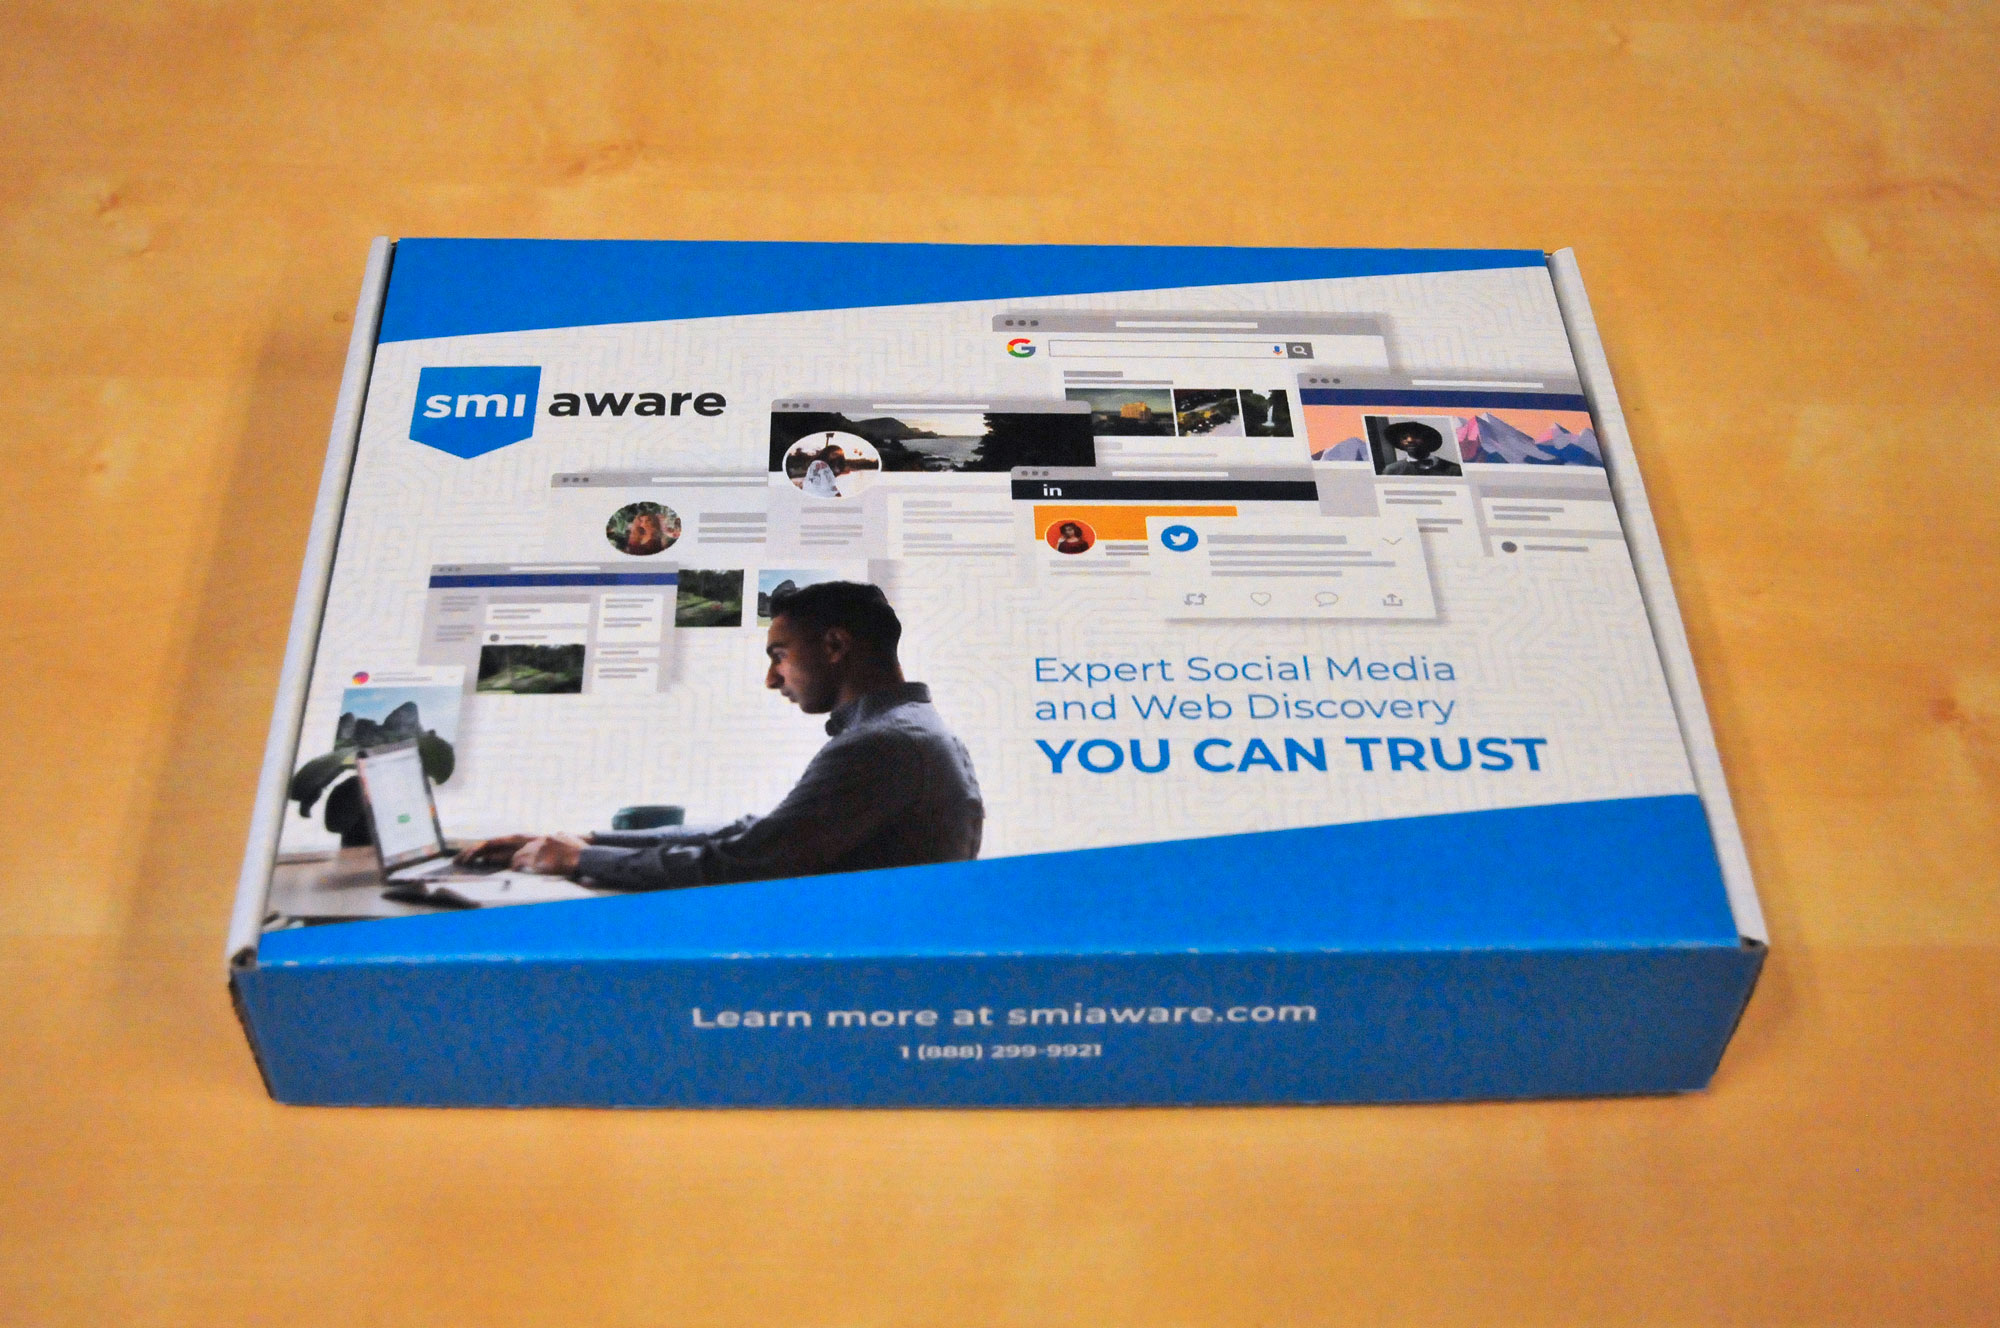 smi aware
in
Expert Social Media
and Web Discovery
YOU CAN TRUST
Learn more at smiaware.com
1 (888) 299-9921